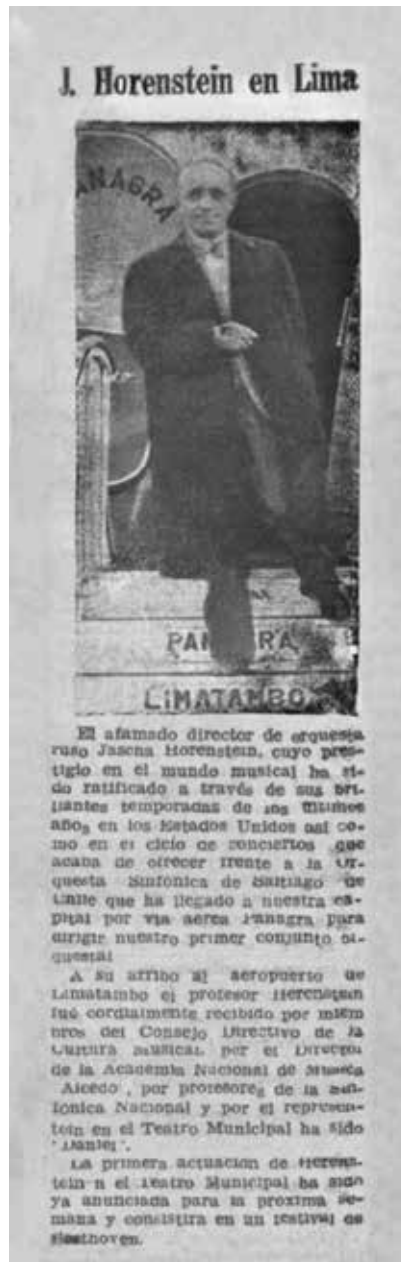 J. Horenstein en Lima
PANAGRA
PANAGRA
LIMATAMBO
El afamado director de orquesta
ruso Jascha Horenstein, cuyo pres-
tigio en el mundo musical ha si-
do ratificado a través de sus bri-
llantes temporadas de los últimos
años en los Estados Unidos así co-
mo en el ciclo de conciertos que
acaba de ofrecer frente a la Or-
questa Sinfónica de Santiago de
Chile que ha llegado a nuestra ca-
pital por vía aérea Panagra para
dirigir nuestro primer conjunto or-
questal
A su arribo al aeropuerto de
Limatambo el profesor Herenstein
fué cordialmente recibido por miem
bros del Consejo Directivo de la
Cultura Musical, por el Director
de la Academia Nacional de Música
"Alcedo", por profesores de la Sin-
fónica Nacional y por el represen-
tein en el Teatro Municipal ha sido
"Daniel".
La primera actuación de Heren-
tein n el Teatro Municipal ha sido
ya anunciada para la próxima se-
mana y consistirá en un festival de
Beethoven.